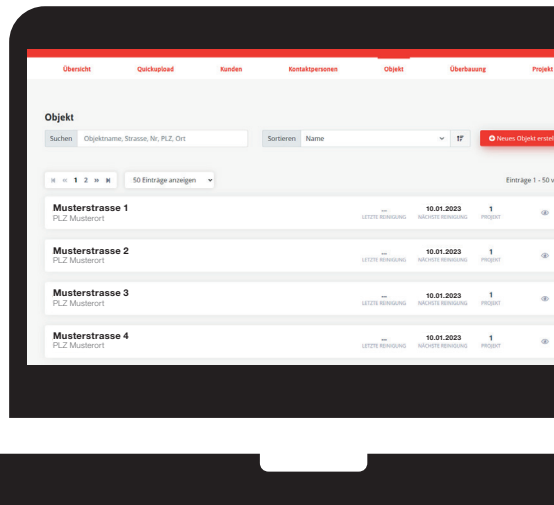 Übersicht Quickupload Kunden Kontaktpersonen Objekt Überbauung Projekt
Objekt
Suchen Objektname, Strasse, Nr, PLZ, Ort Sortieren Name Neues Objekt erstel
1 2 50 Einträge anzeigen Einträge 1 - 50 v
Musterstrasse 1 -- 10.01.2023 1
PLZ Musterort LETZTE REINIGUNG NÄCHSTE REINIGUNG PROJEKT
Musterstrasse 2 -- 10.01.2023 1
PLZ Musterort LETZTE REINIGUNG NÄCHSTE REINIGUNG PROJEKT
Musterstrasse 3 -- 10.01.2023 1
PLZ Musterort LETZTE REINIGUNG NÄCHSTE REINIGUNG PROJEKT
Musterstrasse 4 -- 10.01.2023 1
PLZ Musterort LETZTE REINIGUNG NÄCHSTE REINIGUNG PROJEKT